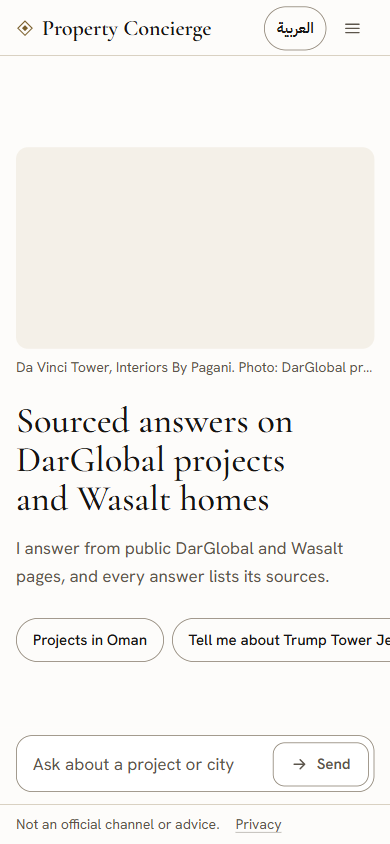 Property Concierge
العربية
Da Vinci Tower, Interiors By Pagani. Photo: DarGlobal pr...
Sourced answers on
DarGlobal projects
and Wasalt homes
I answer from public DarGlobal and Wasalt
pages, and every answer lists its sources.
Projects in Oman
Tell me about Trump Tower Je
Ask about a project or city
Send
Not an official channel or advice.
Privacy